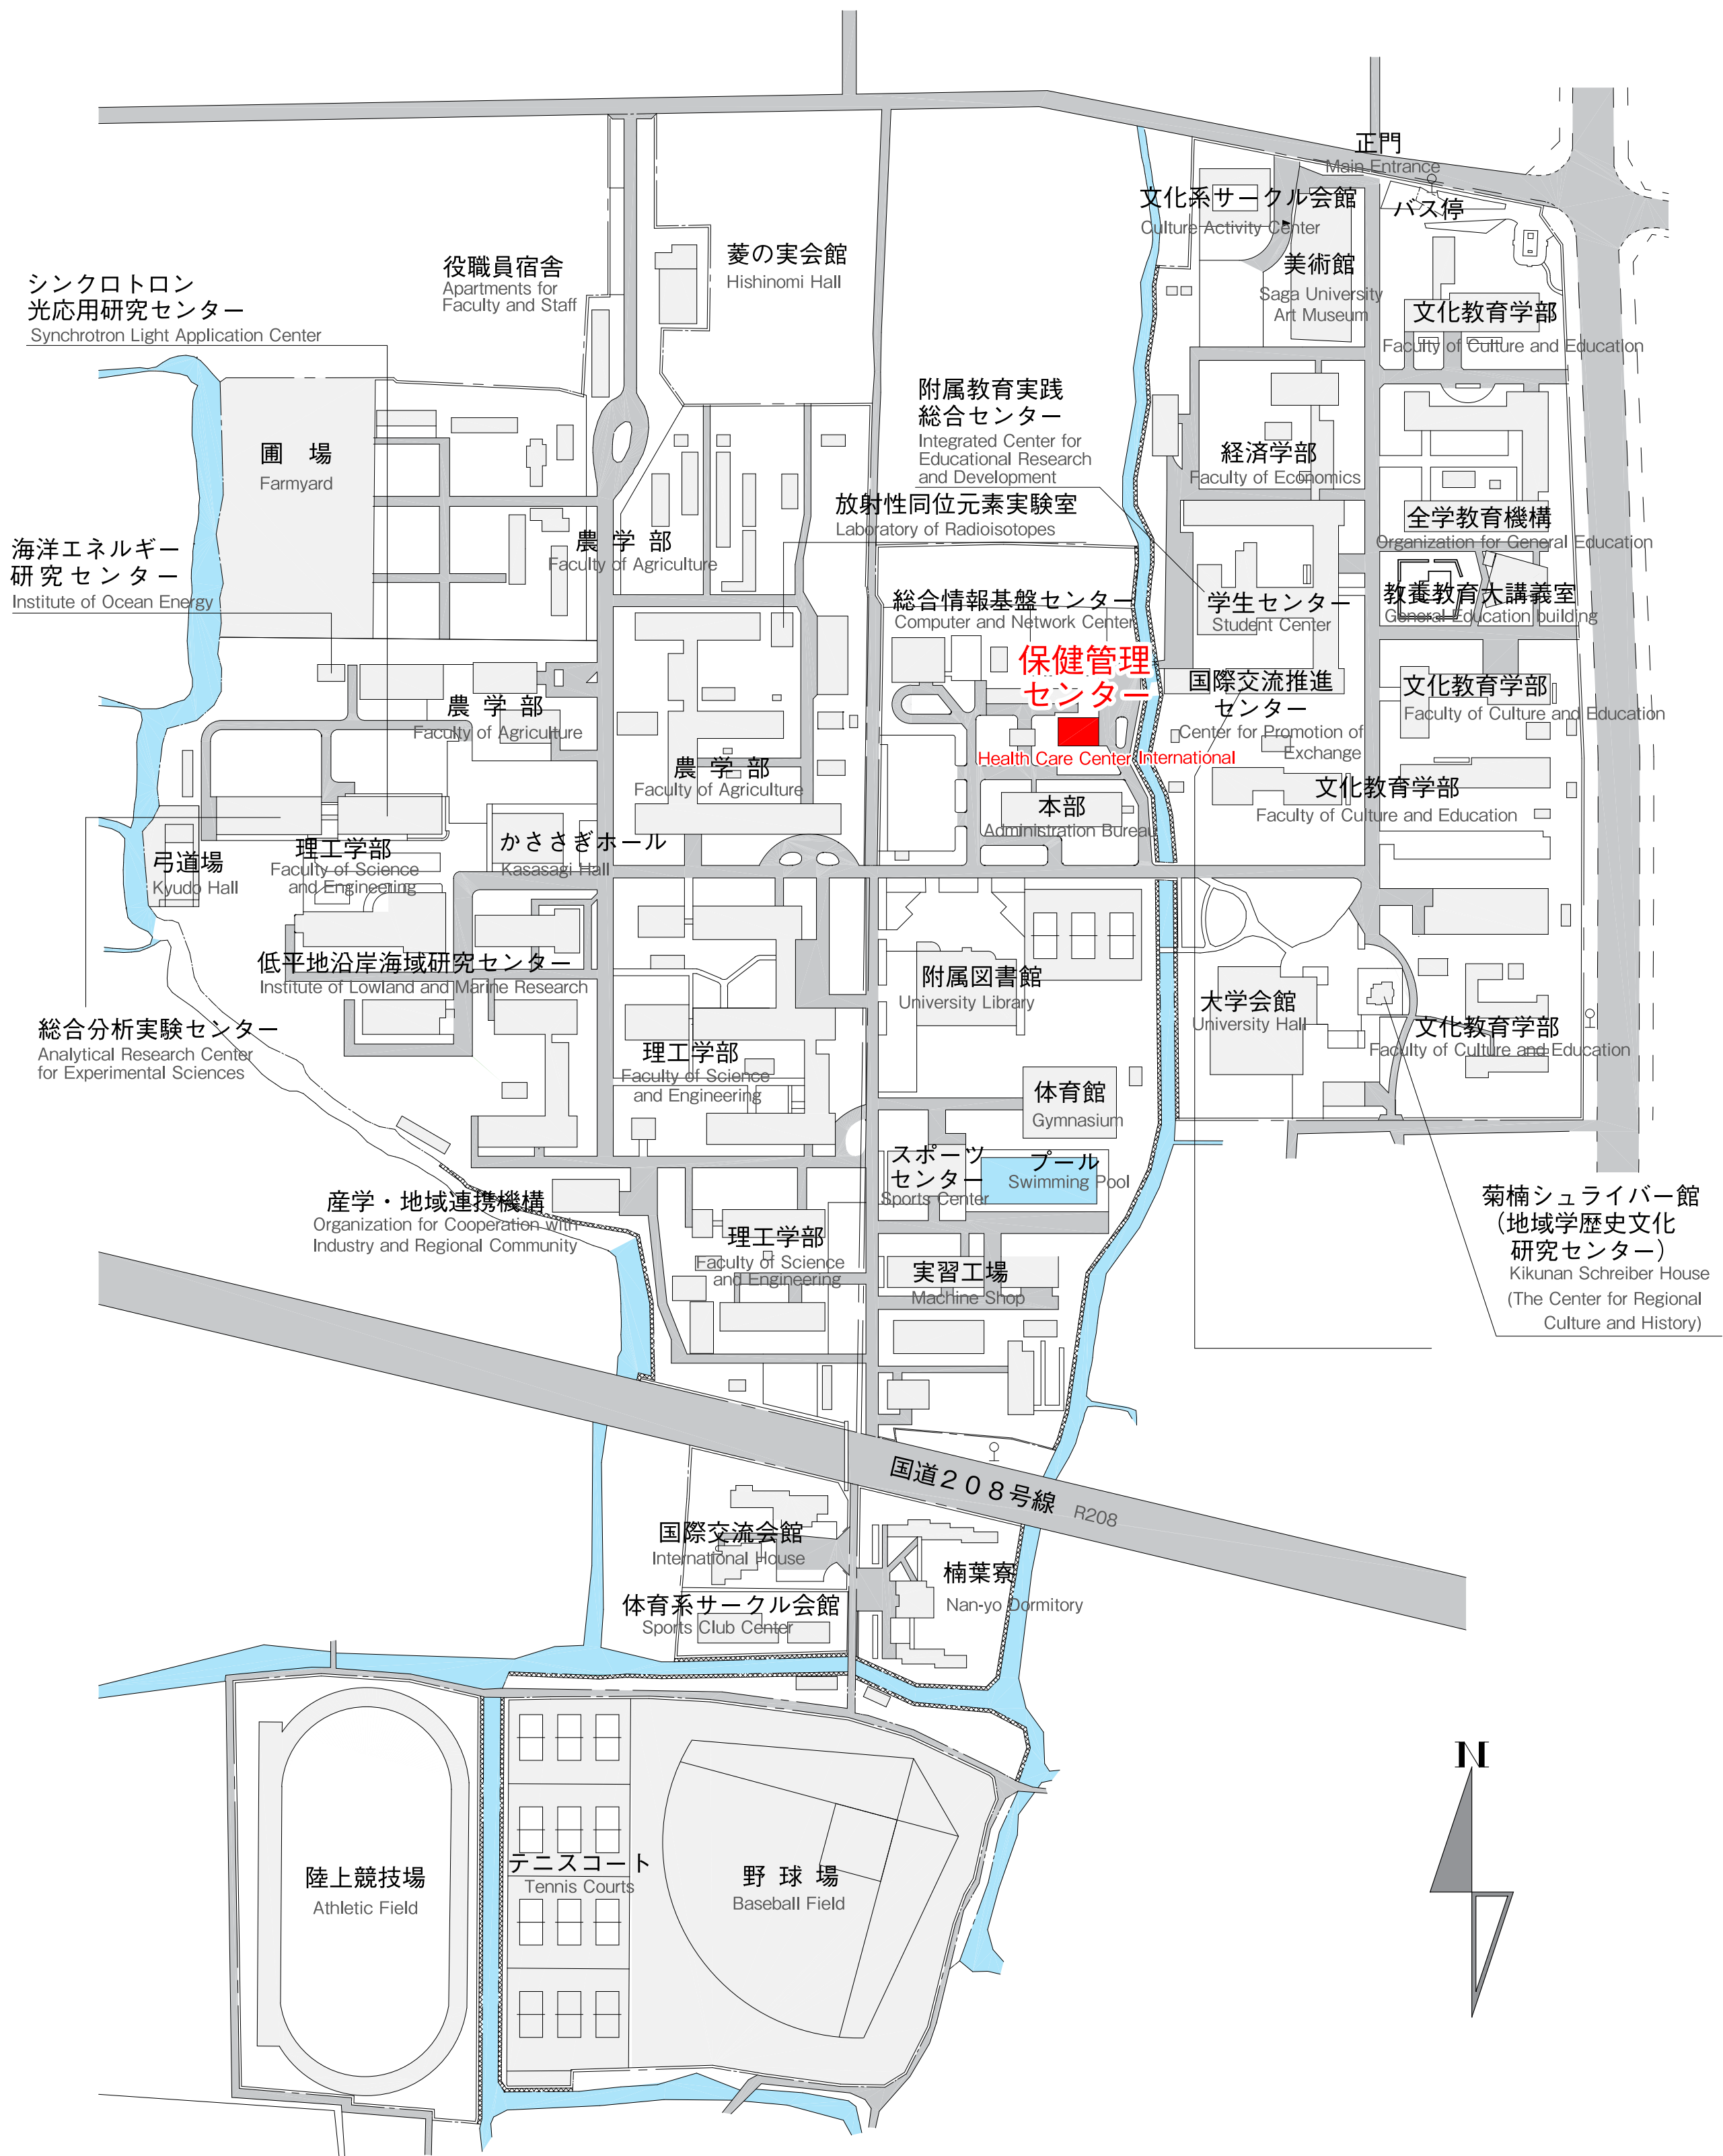 正門
Main Entrance
バス停
文化系サークル会館
Culture Activity Center
美術館
Saga University
Art Museum
菱の実会館
Hishinomi Hall
役職員宿舎
Apartments for
Faculty and Staff
シンクロトロン
光応用研究センター
Synchrotron Light Application Center
文化教育学部
Faculty of Culture and Education
附属教育実践
総合センター
Integrated Center for
Educational Research
and Development
経済学部
Faculty of Economics
圃 場
Farmyard
放射性同位元素実験室
Laboratory of Radioisotopes
全学教育機構
Organization for General Education
農 学 部
Faculty of Agriculture
海洋エネルギー
研究センター
Institute of Ocean Energy
総合情報基盤センター
Computer and Network Center
学生センター
Student Center
教養教育大講義室
General Education building
保健管理
センター
Health Care Center
国際交流推進
センター
Center for Promotion of
International Exchange
文化教育学部
Faculty of Culture and Education
農 学 部
Faculty of Agriculture
農 学 部
Faculty of Agriculture
文化教育学部
Faculty of Culture and Education
本部
Administration Bureau
かささぎホール
Kasasagi Hall
理工学部
Faculty of Science
and Engineering
弓道場
Kyudo Hall
低平地沿岸海域研究センター
Institute of Lowland and Marine Research
附属図書館
University Library
大学会館
University Hall
文化教育学部
Faculty of Culture and Education
総合分析実験センター
Analytical Research Center
for Experimental Sciences
理工学部
Faculty of Science
and Engineering
体育館
Gymnasium
スポーツ
センター
Sports Center
プール
Swimming Pool
産学・地域連携機構
Organization for Cooperation with
Industry and Regional Community
理工学部
Faculty of Science
and Engineering
実習工場
Machine Shop
菊楠シュライバー館
（地域学歴史文化
研究センター）
Kikunan Schreiber House
(The Center for Regional
Culture and History)
国道２０８号線 R208
国際交流会館
International House
楠葉寮
Nan-yo Dormitory
体育系サークル会館
Sports Club Center
N
陸上競技場
Athletic Field
テニスコート
Tennis Courts
野 球 場
Baseball Field